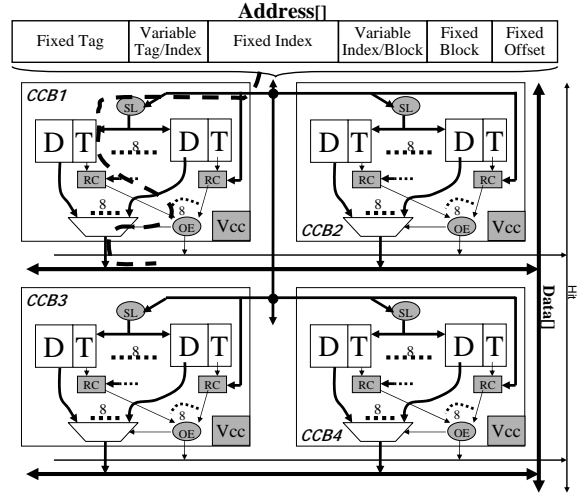 Address[]
Fixed Tag
Variable Tag/Index
Fixed Index
Variable Index/Block
Fixed Block
Fixed Offset
CCB1
SL
D T
D T
8
RC
RC
8
8
OE
Vcc
SL
D T
D T
8
RC
RC
8
8
OE
CCB2
Vcc
Data[]
Hit
CCB3
SL
D T
D T
8
RC
RC
8
8
OE
Vcc
SL
D T
D T
8
RC
RC
8
8
OE
CCB4
Vcc